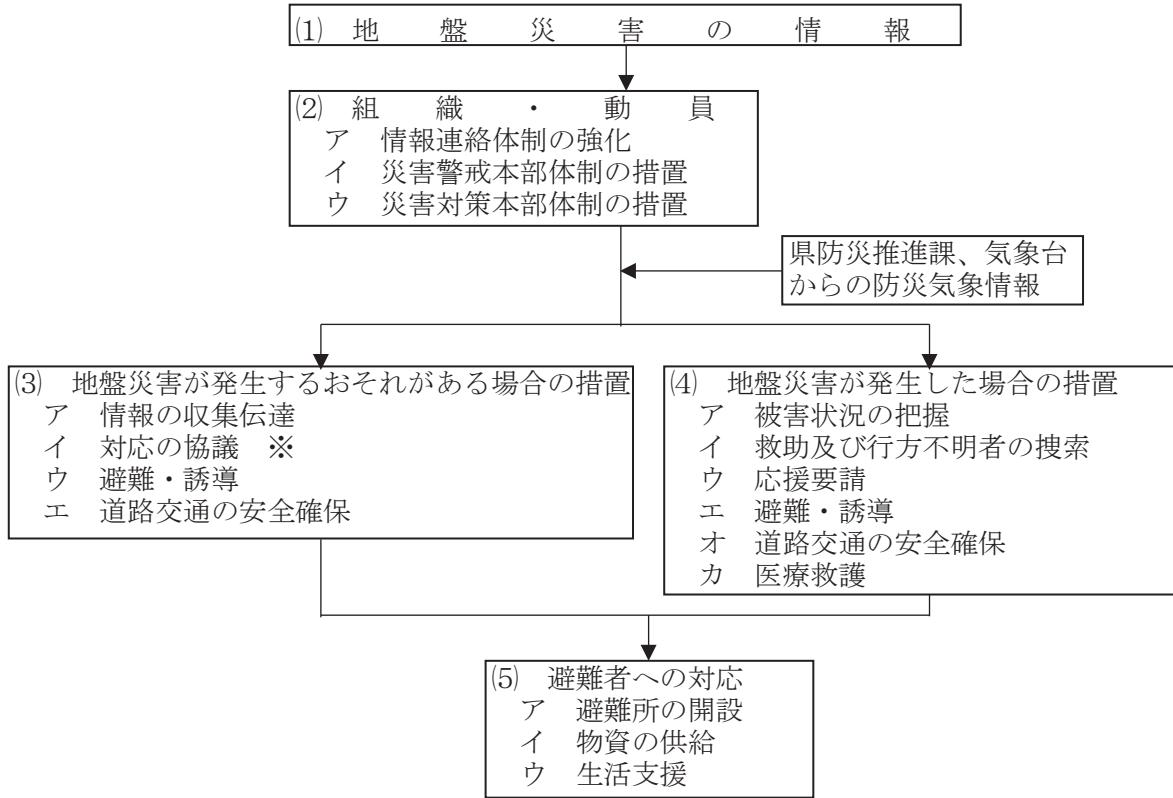 ⑴ 地盤災害の情報
⑵ 組織・動員
ア 情報連絡体制の強化
イ 災害警戒本部体制の措置
ウ 災害対策本部体制の措置
県防災推進課、気象台
からの防災気象情報
⑶ 地盤災害が発生するおそれがある場合の措置
ア 情報の収集伝達
イ 対応の協議 ※
ウ 避難・誘導
エ 道路交通の安全確保
⑷ 地盤災害が発生した場合の措置
ア 被害状況の把握
イ 救助及び行方不明者の捜索
ウ 応援要請
エ 避難・誘導
オ 道路交通の安全確保
カ 医療救護
⑸ 避難者への対応
ア 避難所の開設
イ 物資の供給
ウ 生活支援